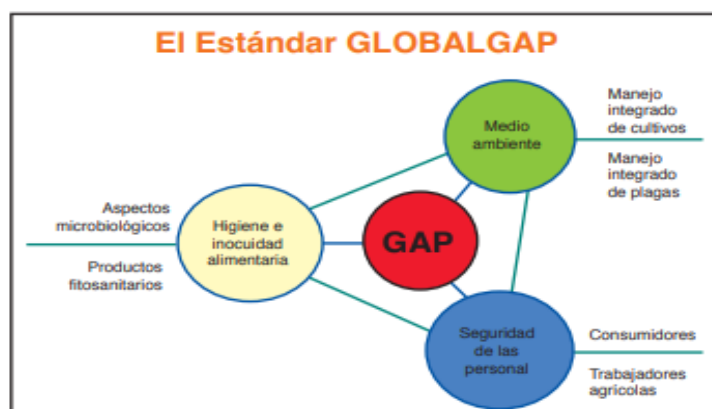 El Estándar GLOBALGAP
Medio
ambiente
Manejo
integrado
de cultivos
Manejo
integrado
de plagas
Aspectos
microbiológicos
Productos
fitosanitarios
Higiene e
inocuidad
alimentaria
GAP
Seguridad
de las
personal
Consumidores
Trabajadores
agrícolas